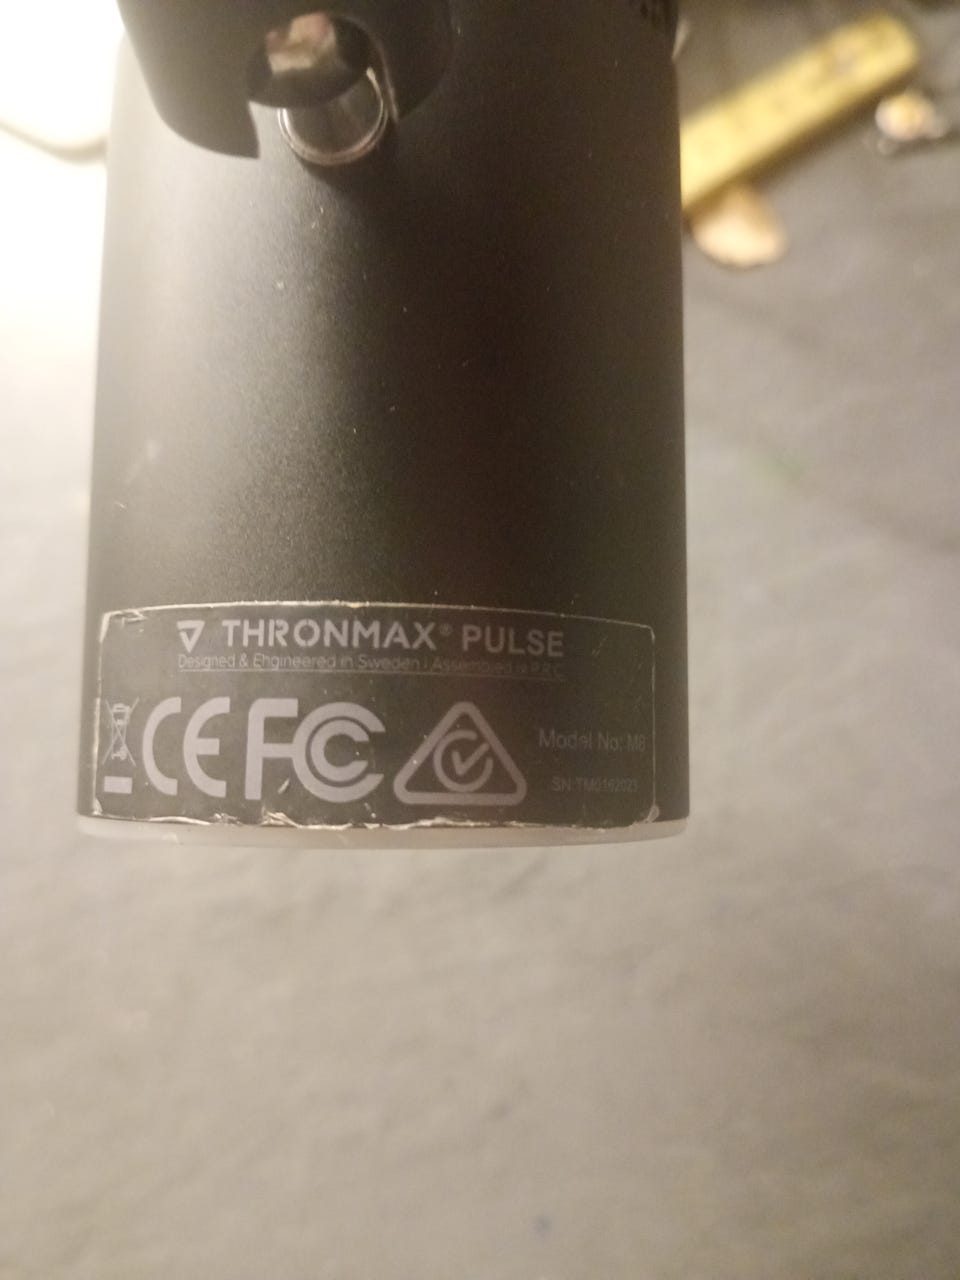 THRONMAX® PULSE
Designed & Engineered in Sweden | Assembled in P.R.C.
CE FC
Model No: M8
SN:TM0162023